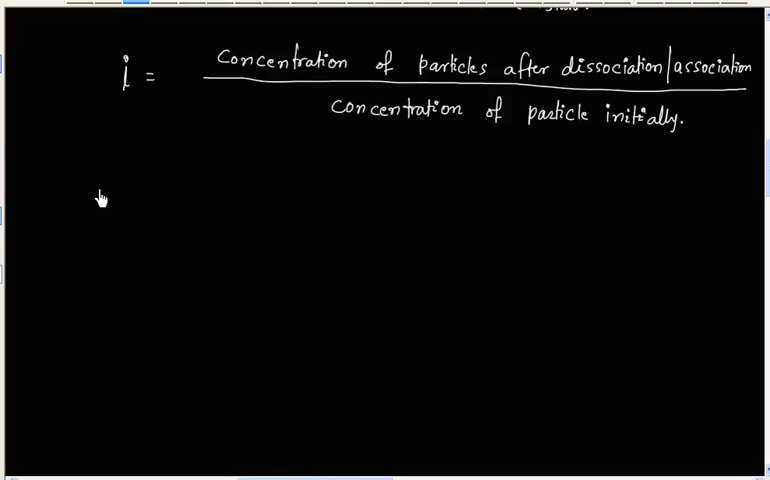 i = Concentration of particles after dissociation/association
Concentration of particle initially.